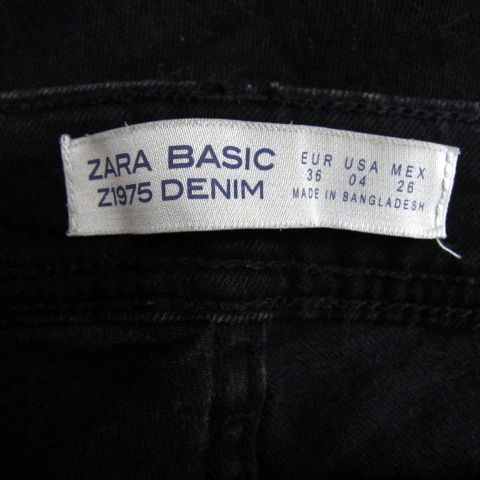 ZARA BASIC
Z1975 DENIM
EUR USA MEX
36 04 26
MADE IN BANGLADESH